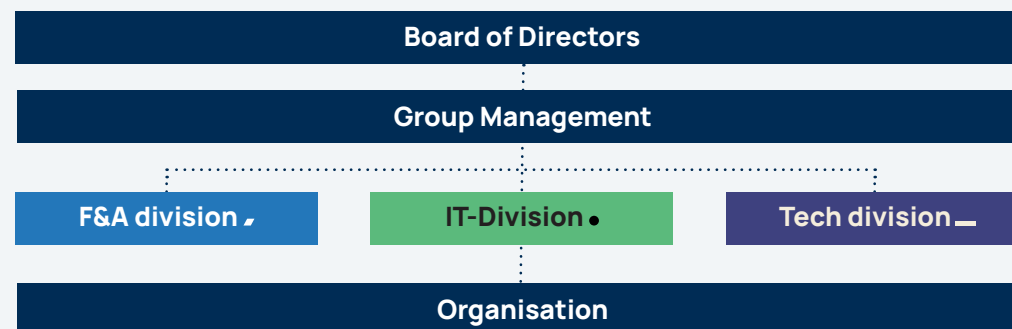 Board of Directors
Group Management
F&A division
IT-Division
Tech division
Organisation